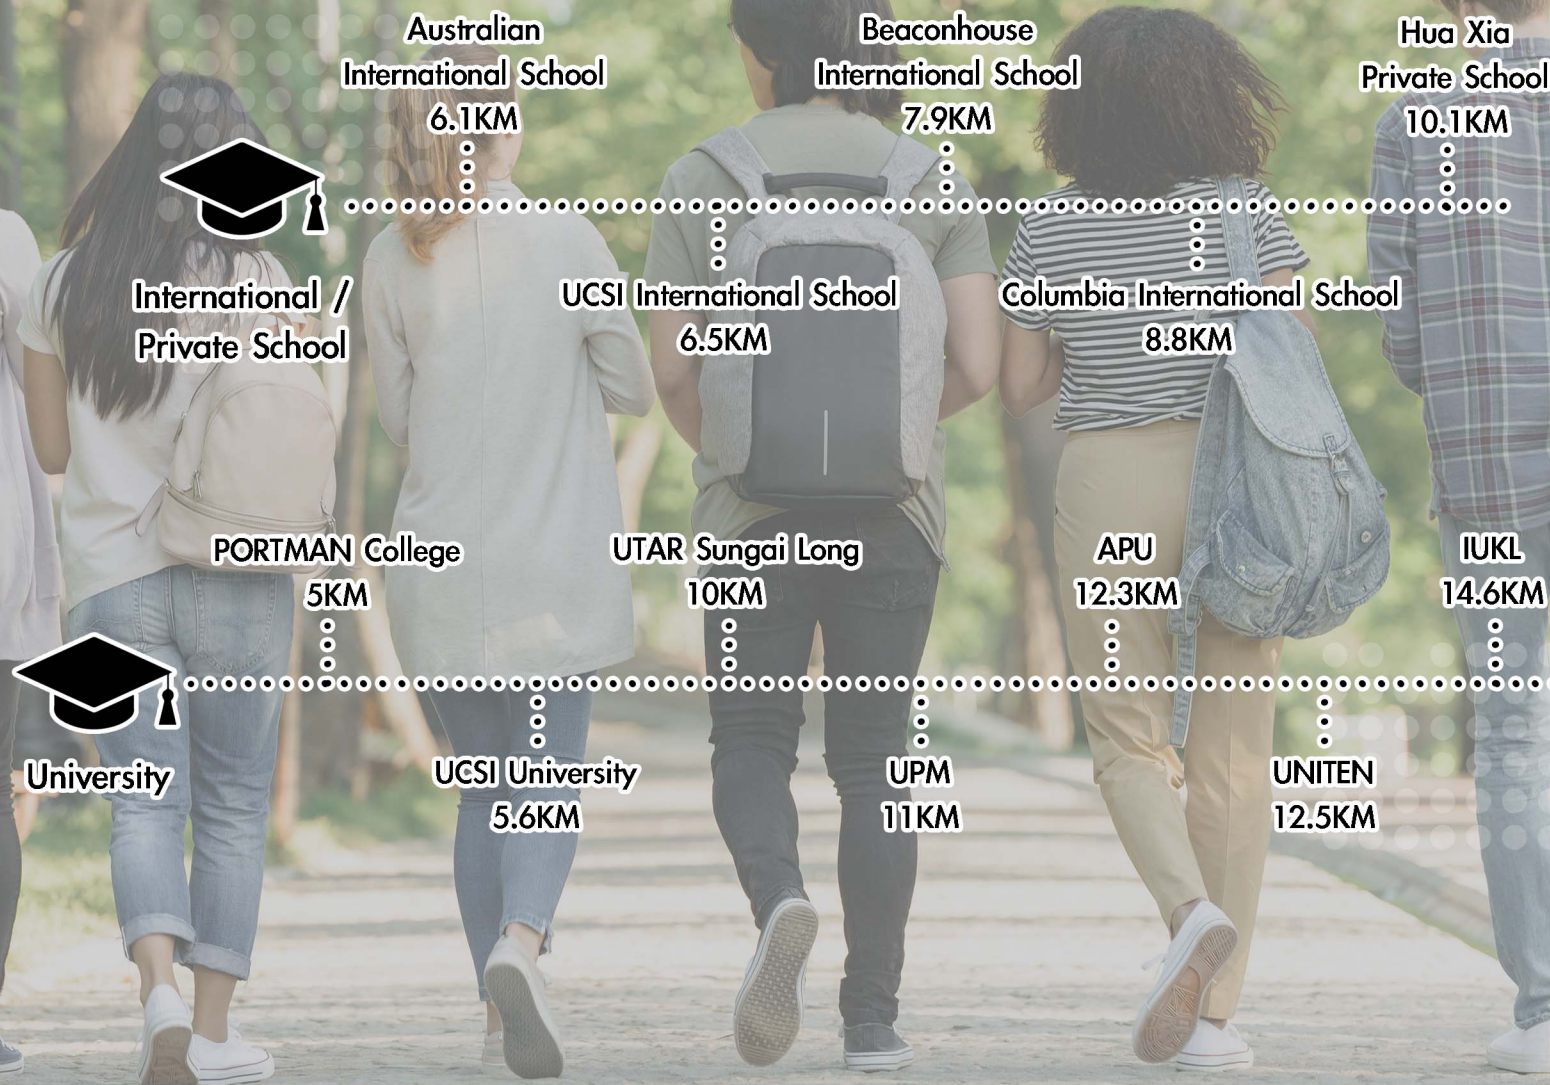 Australian
International School
6.1KM
Beaconhouse
International School
7.9KM
Hua Xia
Private School
10.1KM
International /
Private School
UCSI International School
6.5KM
Columbia International School
8.8KM
PORTMAN College
5KM
UTAR Sungai Long
10KM
APU
12.3KM
IUKL
14.6KM
University
UCSI University
5.6KM
UPM
11KM
UNITEN
12.5KM